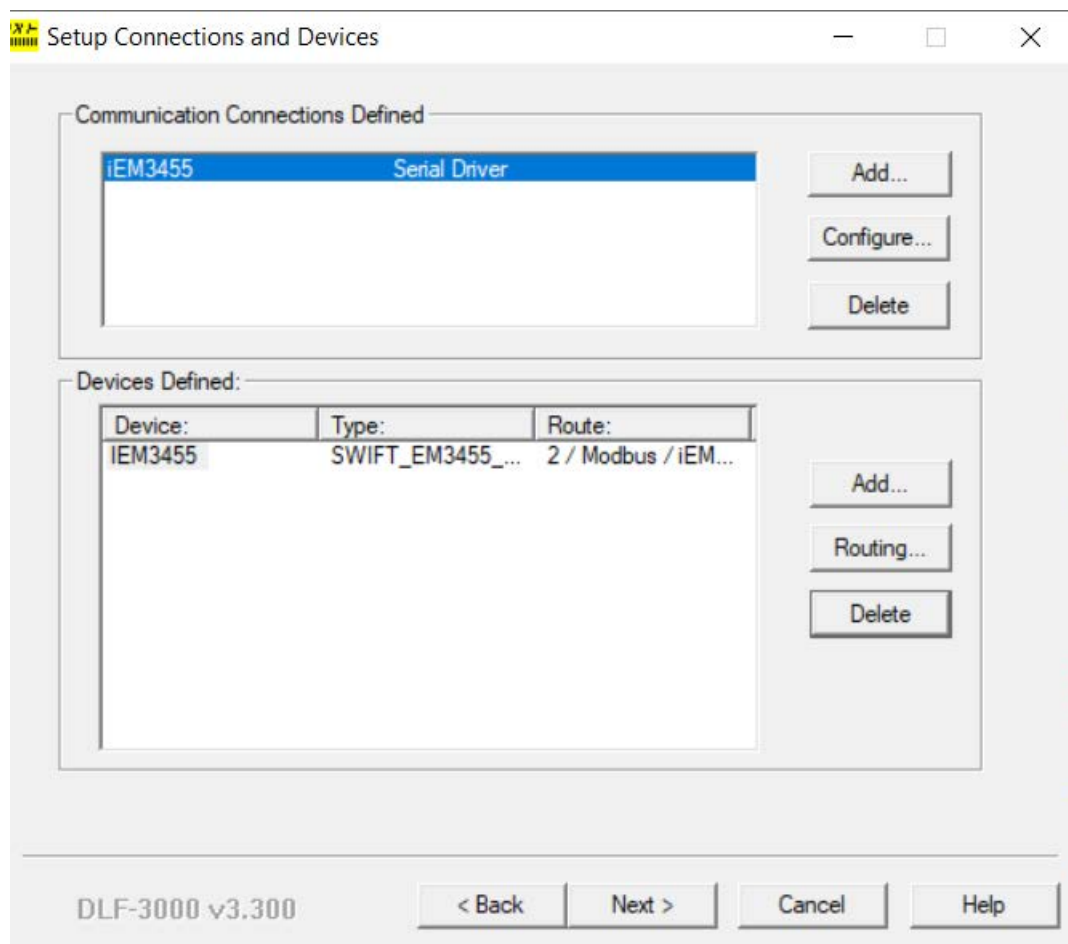 Setup Connections and Devices
Communication Connections Defined
iEM3455 Serial Driver
Add...
Configure...
Delete
Devices Defined:
Device: Type: Route:
IEM3455 SWIFT_EM3455_... 2 / Modbus / iEM...
Add...
Routing...
Delete
DLF-3000 v3.300
< Back Next > Cancel Help